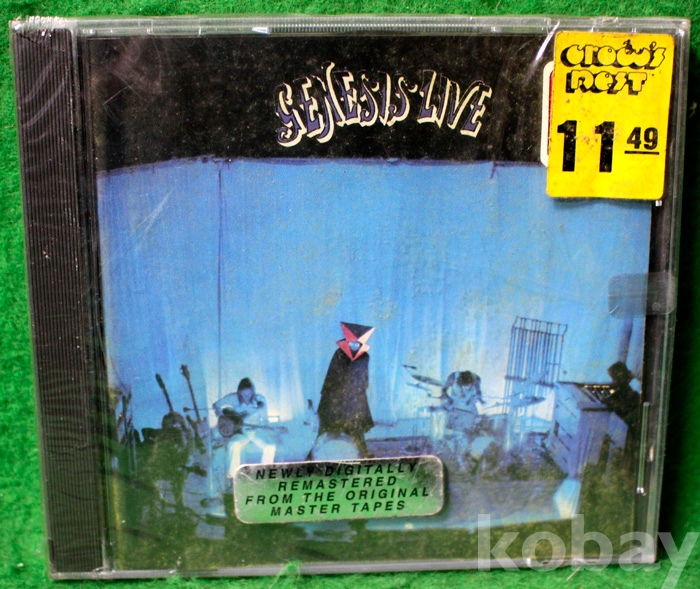 GENESIS LIVE
crow's
nest
11 49
NEWLY DIGITALLY
REMASTERED
FROM THE ORIGINAL
MASTER TAPES
kobay